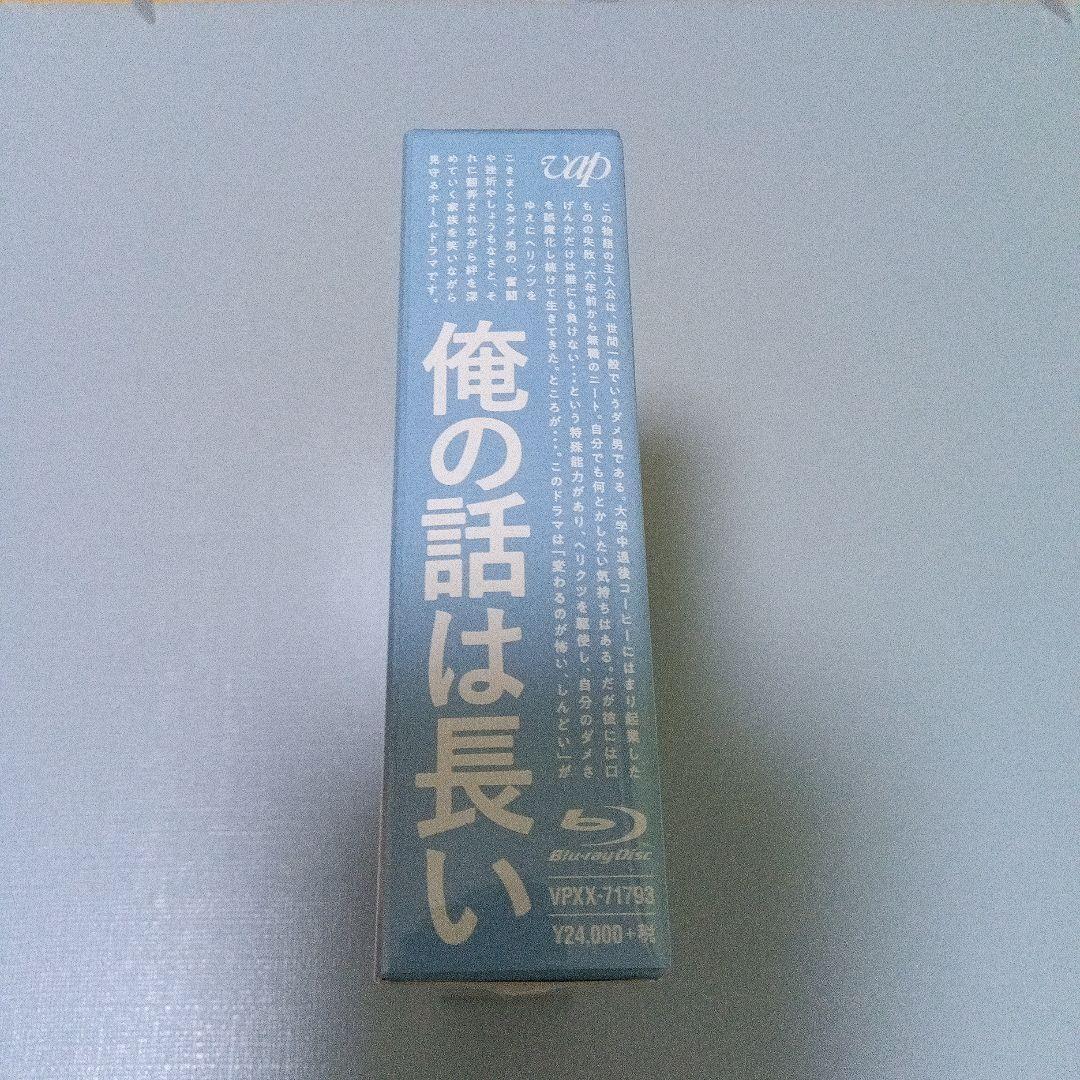 vap
この物語の主人公は、世間一般でいうダメ男である。大学中退後コーヒーにはまり起業した
ものの失敗。六年前から無職のニート。自分でも何とかしたい気持ちはある。だが彼には口
げんかだけは誰にも負けない・・・という特殊能力があり、ヘリクツを駆使し、自分のダメさ
を誤魔化し続けて生きてきた。ところが・・・。このドラマは「変わるのが怖い、しんどい」が
ゆえにヘリクツを
こきまくるダメ男の、奮闘
や挫折やしょうもなさと、そ
れに翻弄されながら絆を深
めていく家族を笑いながら
見守るホームドラマです。
俺の話は長い
Blu-ray Disc
VPXX-71793
¥24,000+税